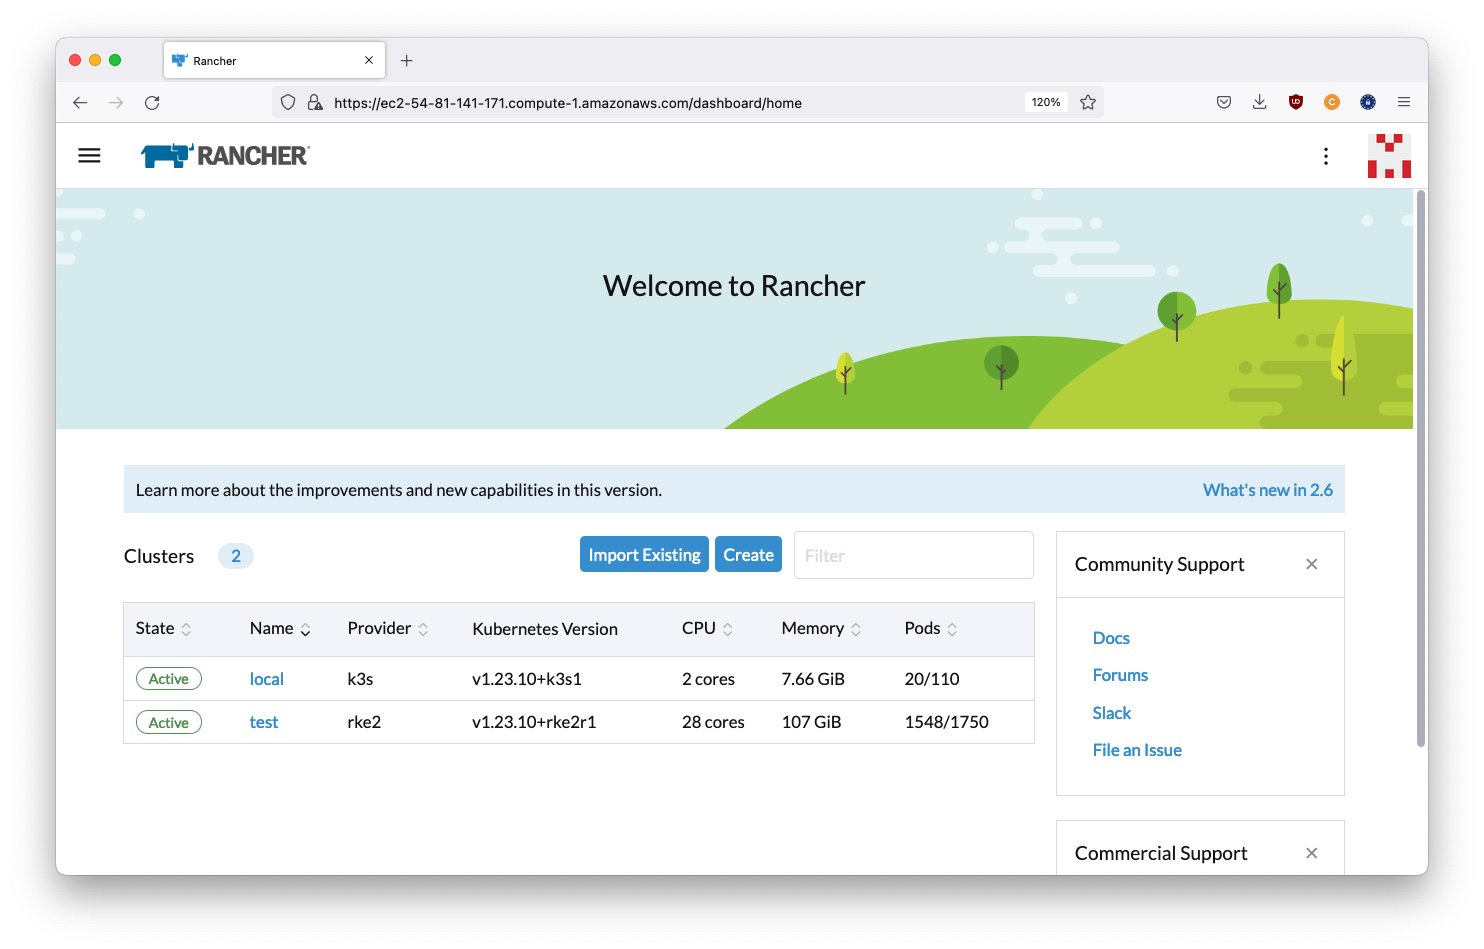 Rancher
https://ec2-54-81-141-171.compute-1.amazonaws.com/dashboard/home 120%
RANCHER
Welcome to Rancher
Learn more about the improvements and new capabilities in this version. What's new in 2.6
Clusters 2 Import Existing Create Filter
State Name Provider Kubernetes Version CPU Memory Pods
Active local k3s v1.23.10+k3s1 2 cores 7.66 GiB 20/110
Active test rke2 v1.23.10+rke2r1 28 cores 107 GiB 1548/1750
Community Support
Docs
Forums
Slack
File an Issue
Commercial Support